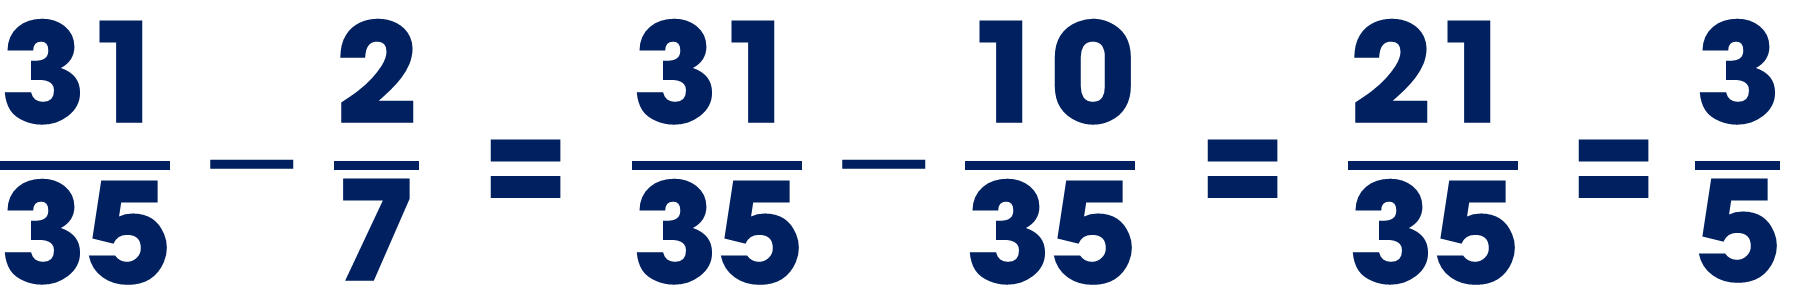 31/35 − 2/7 = 31/35 − 10/35 = 21/35 = 3/5